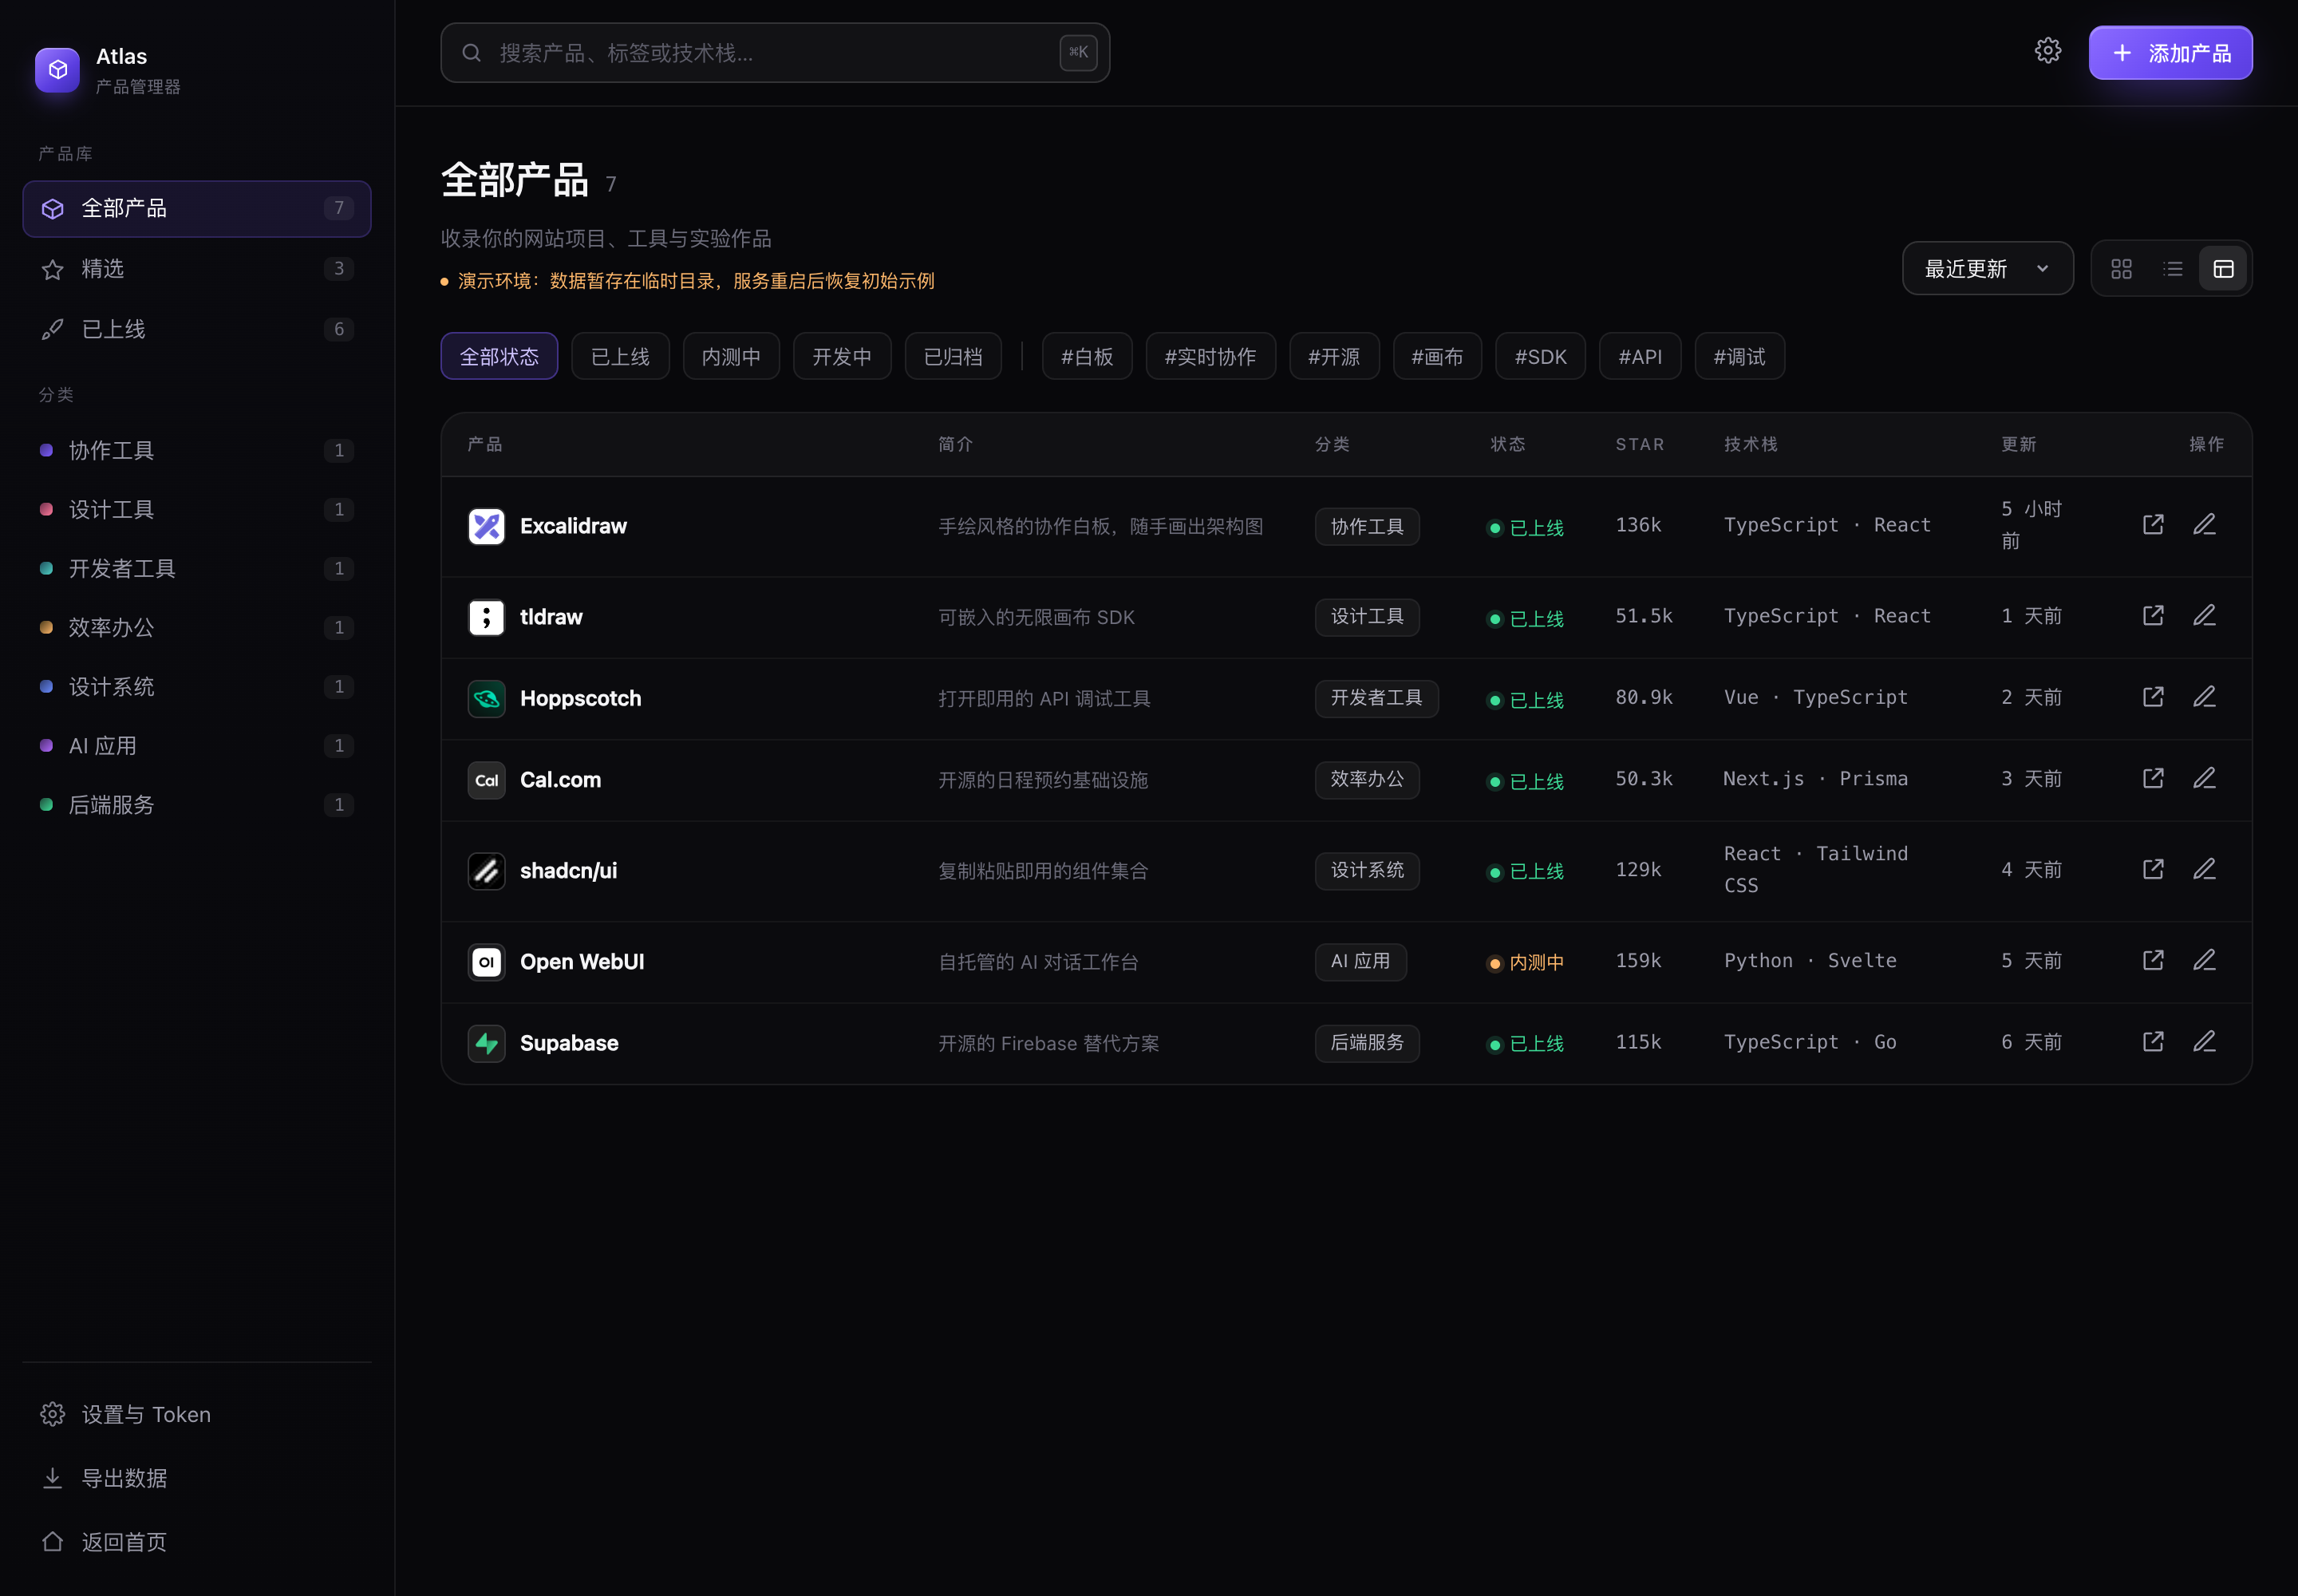 Atlas
产品管理器
产品库
全部产品 7
精选 3
已上线 6
分类
协作工具 1
设计工具 1
开发者工具 1
效率办公 1
设计系统 1
AI 应用 1
后端服务 1
设置与 Token
导出数据
返回首页
搜索产品、标签或技术栈... ⌘K
添加产品
全部产品 7
收录你的网站项目、工具与实验作品
演示环境：数据暂存在临时目录，服务重启后恢复初始示例
最近更新
全部状态 已上线 内测中 开发中 已归档 #白板 #实时协作 #开源 #画布 #SDK #API #调试
产品 简介 分类 状态 STAR 技术栈 更新 操作
Excalidraw 手绘风格的协作白板，随手画出架构图 协作工具 已上线 136k TypeScript · React 5 小时
前
tldraw 可嵌入的无限画布 SDK 设计工具 已上线 51.5k TypeScript · React 1 天前
Hoppscotch 打开即用的 API 调试工具 开发者工具 已上线 80.9k Vue · TypeScript 2 天前
Cal Cal.com 开源的日程预约基础设施 效率办公 已上线 50.3k Next.js · Prisma 3 天前
shadcn/ui 复制粘贴即用的组件集合 设计系统 已上线 129k React · Tailwind
CSS 4 天前
OI Open WebUI 自托管的 AI 对话工作台 AI 应用 内测中 159k Python · Svelte 5 天前
Supabase 开源的 Firebase 替代方案 后端服务 已上线 115k TypeScript · Go 6 天前